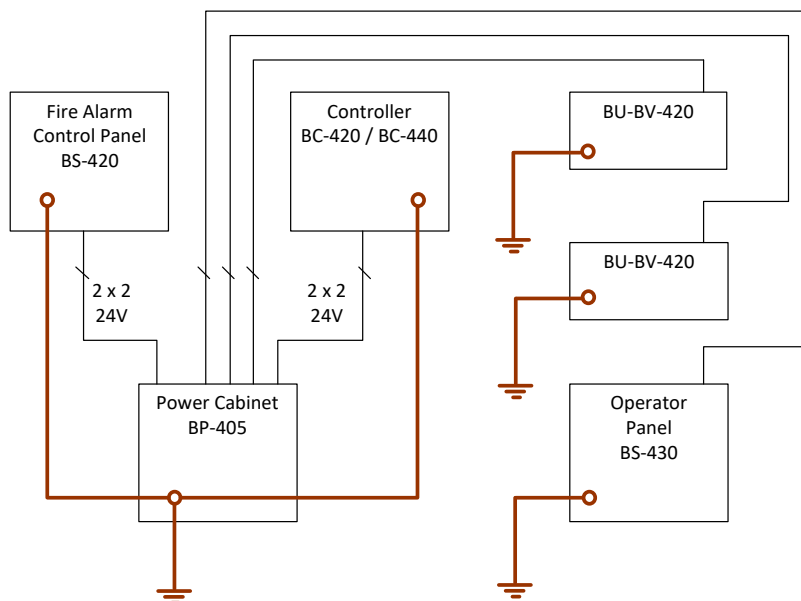 Fire Alarm
Control Panel
BS-420
Controller
BC-420 / BC-440
BU-BV-420
BU-BV-420
2 x 2
24V
2 x 2
24V
Power Cabinet
BP-405
Operator
Panel
BS-430